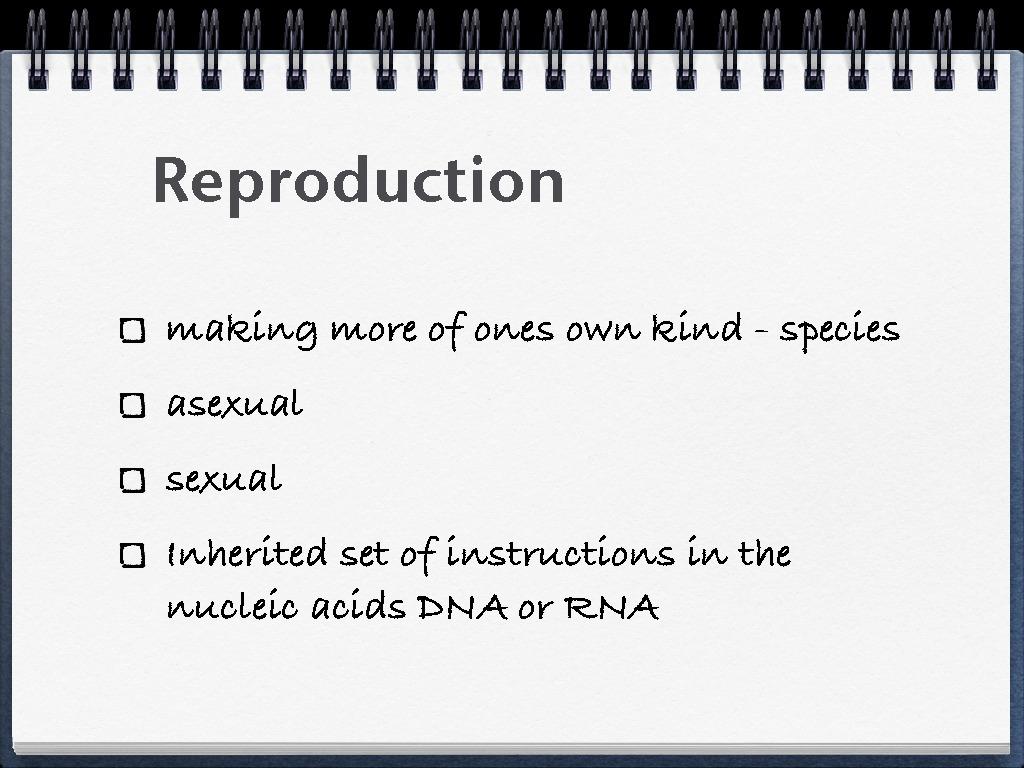 Reproduction
making more of ones own kind - species
asexual
sexual
Inherited set of instructions in the
nucleic acids DNA or RNA